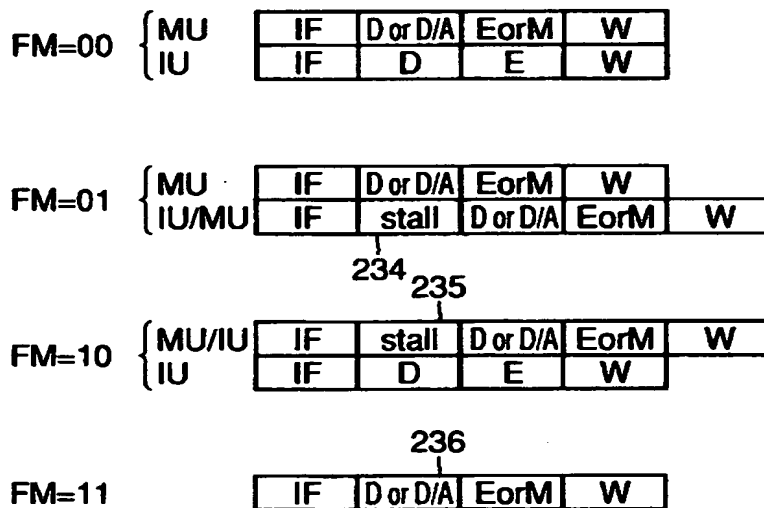 FM=00 MU IF D or D/A EorM W
IU IF D E W
FM=01 MU IF D or D/A EorM W
IU/MU IF stall D or D/A EorM W
234
235
FM=10 MU/IU IF stall D or D/A EorM W
IU IF D E W
236
FM=11 IF D or D/A EorM W